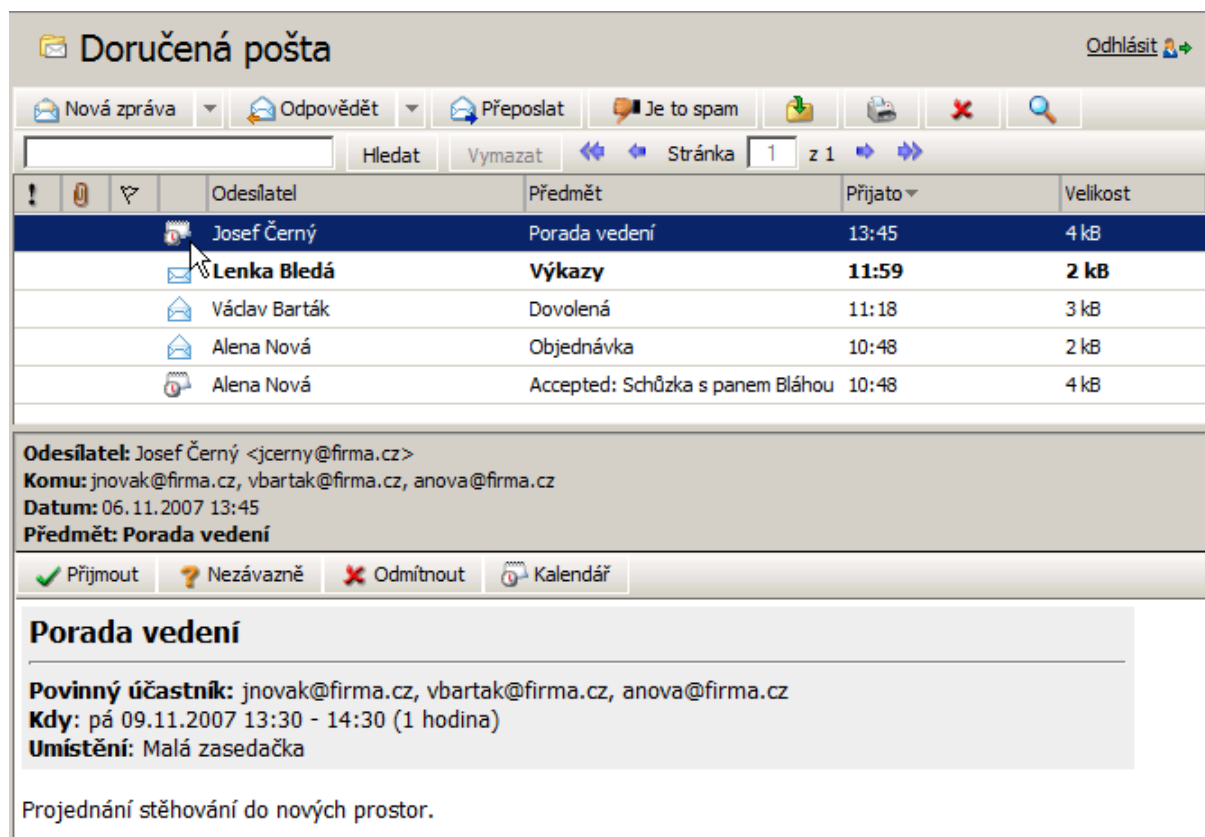 Doručená pošta
Odhlásit
Nová zpráva Odpovědět Přeposlat Je to spam
Hledat Vymazat Stránka 1 z 1
! Odesílatel Předmět Přijato Velikost
Josef Černý Porada vedení 13:45 4 kB
Lenka Bledá Výkazy 11:59 2 kB
Václav Barták Dovolená 11:18 3 kB
Alena Nová Objednávka 10:48 2 kB
Alena Nová Accepted: Schůzka s panem Bláhou 10:48 4 kB
Odesílatel: Josef Černý <jcerny@firma.cz>
Komu: jnovak@firma.cz, vbartak@firma.cz, anova@firma.cz
Datum: 06.11.2007 13:45
Předmět: Porada vedení
Přijmout Nezávazně Odmítnout Kalendář
Porada vedení
Povinný účastník: jnovak@firma.cz, vbartak@firma.cz, anova@firma.cz
Kdy: pá 09.11.2007 13:30 - 14:30 (1 hodina)
Umístění: Malá zasedačka
Projednání stěhování do nových prostor.